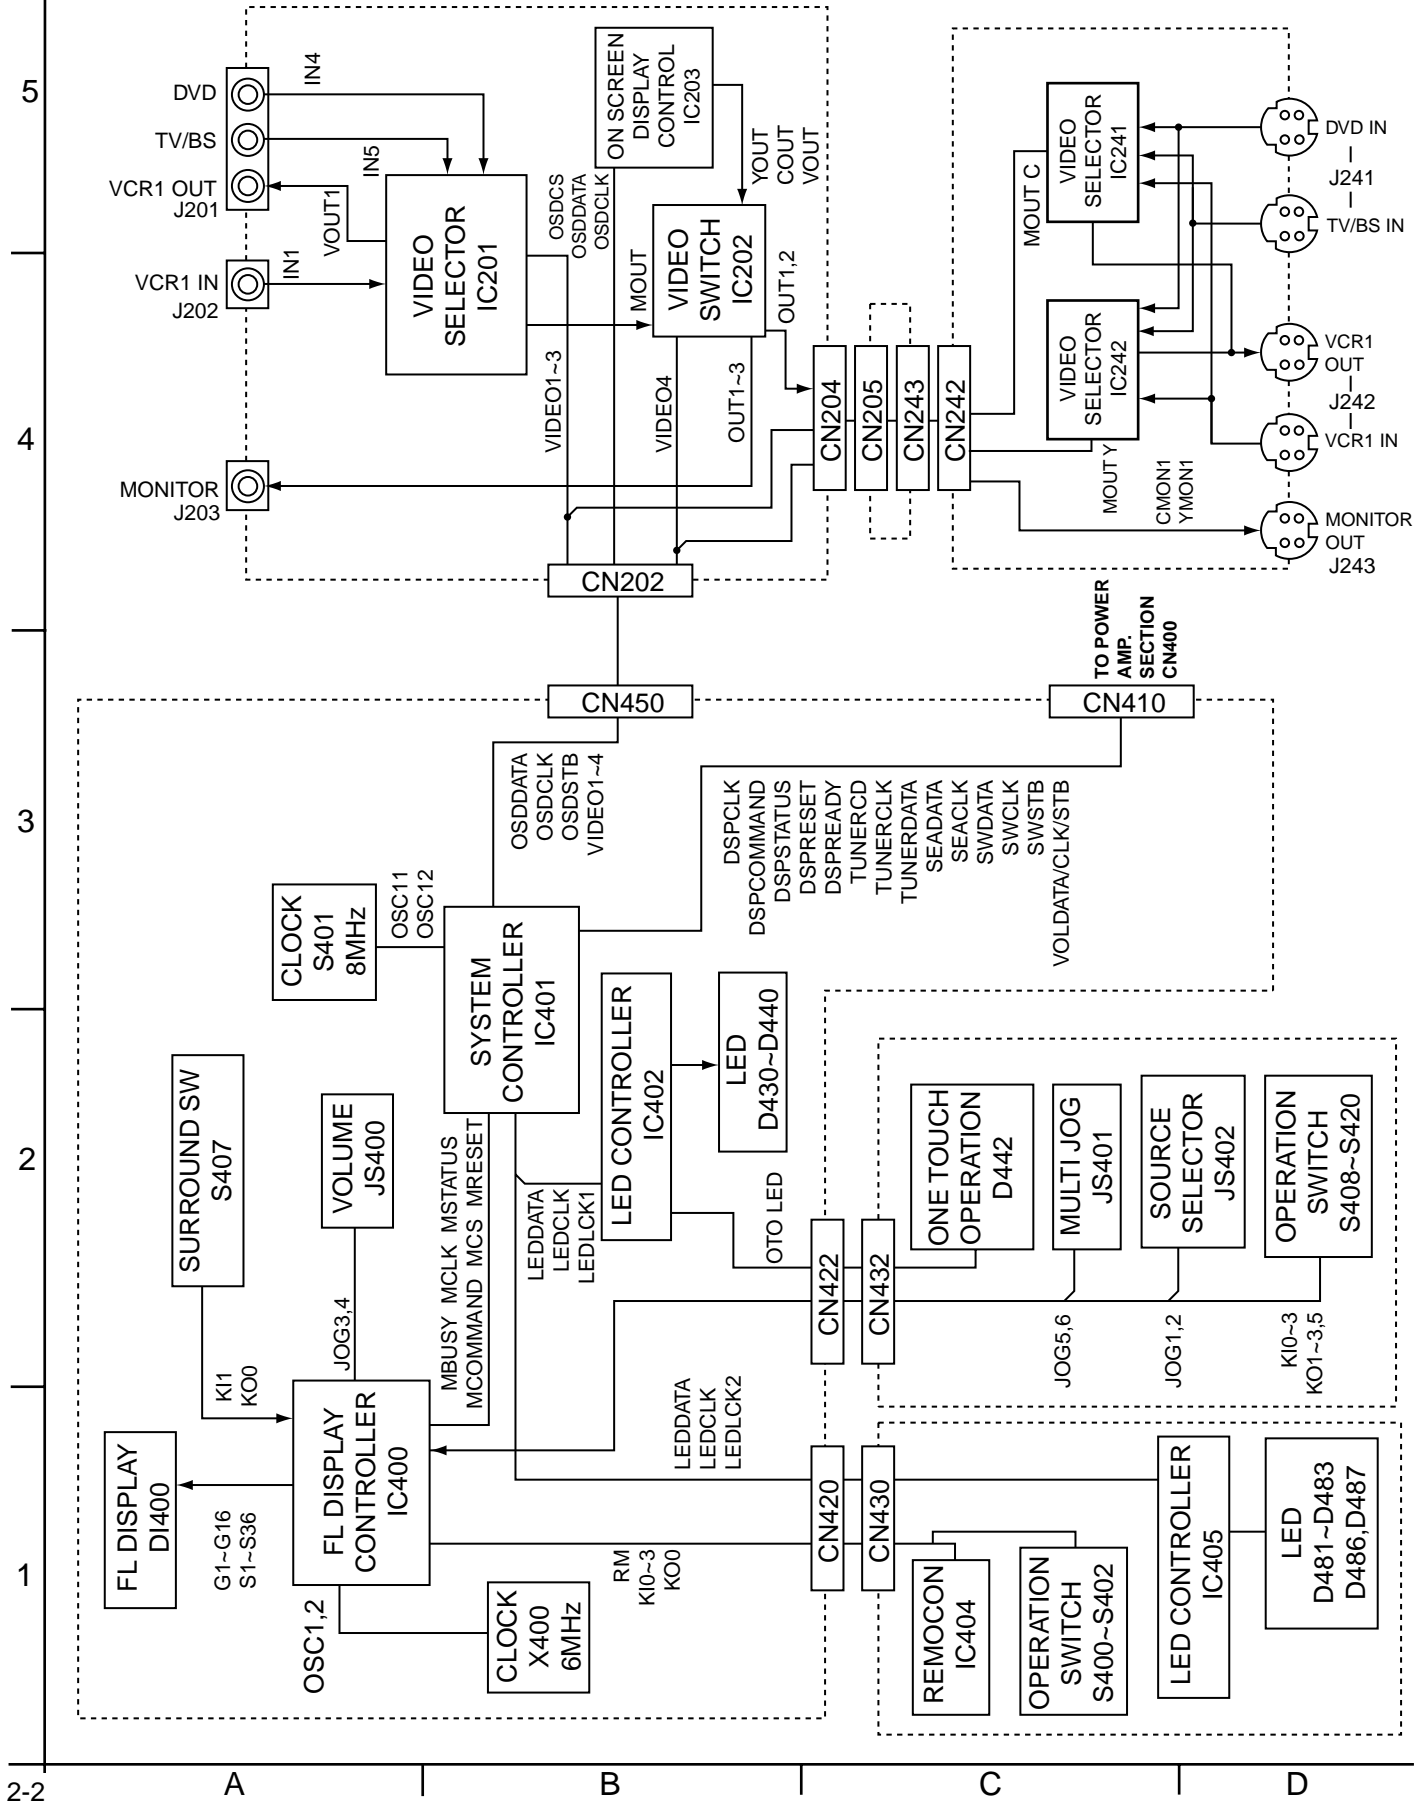 5
DVD
TV/BS
VCR1 OUT
J201
VCR1 IN
J202
IN4
IN5
VOUT1
IN1
VIDEO
SELECTOR
IC201
ON SCREEN
DISPLAY
CONTROL
IC203
OSDCS
OSDDATA
OSDCLK
YOUT
COUT
VOUT
MOUT
VIDEO
SWITCH
IC202
OUT1,2
VIDEO1~3
VIDEO4
OUT1~3
4
MONITOR
J203
CN204
CN205
CN243
CN242
MOUT C
VIDEO
SELECTOR
IC241
VIDEO
SELECTOR
IC242
MOUT Y
CMON1
YMON1
DVD IN
J241
TV/BS IN
VCR1
OUT
J242
VCR1 IN
MONITOR
OUT
J243
CN202
TO POWER
AMP.
SECTION
CN400
CN450
CN410
3
OSDDATA
OSDCLK
OSDSTB
VIDEO1~4
DSPCLK
DSPCOMMAND
DSPSTATUS
DSPRESET
DSPREADY
TUNERCD
TUNERCLK
TUNERDATA
SEADATA
SEACLK
SWDATA
SWCLK
SWSTB
VOLDATA/CLK/STB
CLOCK
S401
8MHz
OSC11
OSC12
SYSTEM
CONTROLLER
IC401
LED CONTROLLER
IC402
LED
D430~D440
2
SURROUND SW
S407
VOLUME
JS400
MBUSY MCLK MSTATUS
MCOMMAND MCS MRESET
LEDDATA
LEDCLK
LEDLCK1
OTO LED
ONE TOUCH
OPERATION
D442
MULTI JOG
JS401
SOURCE
SELECTOR
JS402
OPERATION
SWITCH
S408~S420
CN422
CN432
JOG3,4
KI1
KO0
JOG5,6
JOG1,2
KI0~3
KO1~3,5
1
FL DISPLAY
DI400
G1~G16
S1~S36
FL DISPLAY
CONTROLLER
IC400
LEDDATA
LEDCLK
LEDLCK2
CN420
CN430
RM
KI0~3
KO0
OSC1,2
CLOCK
X400
6MHz
REMOCON
IC404
OPERATION
SWITCH
S400~S402
LED CONTROLLER
IC405
LED
D481~D483
D486,D487
2-2
A
B
C
D